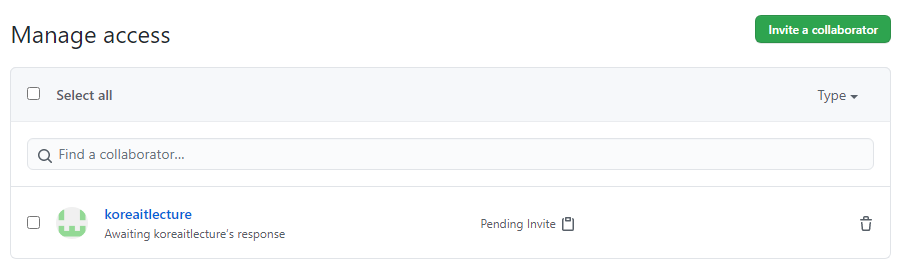 Manage access
Invite a collaborator
Select all
Type
Find a collaborator...
koreaitlecture
Pending Invite
Awaiting koreaitlecture's response